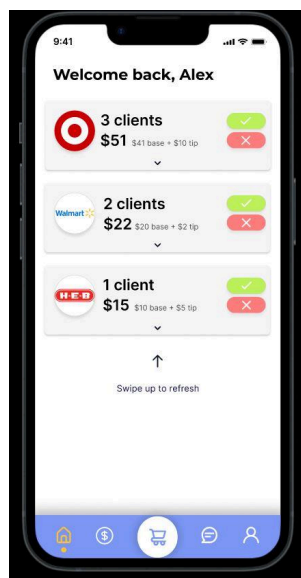 9:41
Welcome back, Alex
3 clients
$51 $41 base + $10 tip
Walmart
2 clients
$22 $20 base + $2 tip
H-E-B
1 client
$15 $10 base + $5 tip
Swipe up to refresh
$